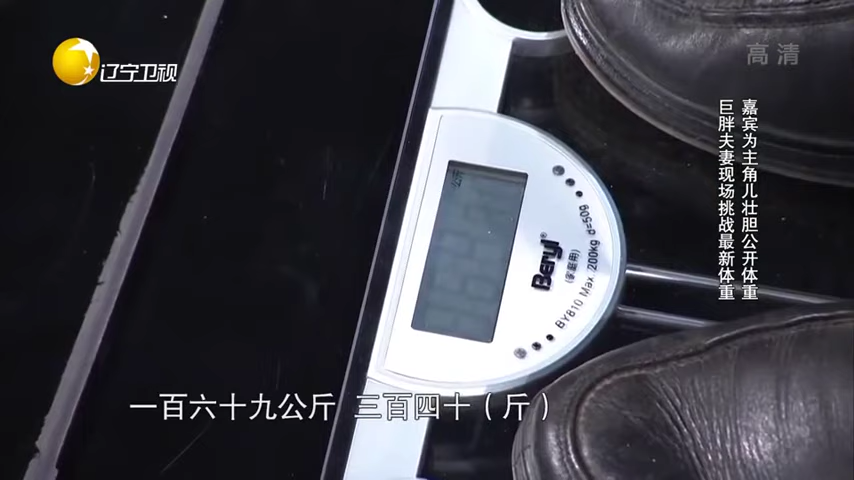 辽宁卫视
高清
嘉宾为主角儿壮胆公开体重
巨胖夫妻现场挑战最新体重
公斤
Beryl®
(家庭用)
BY810 Max. 200kg d=50g
一百六十九公斤 三百四十（斤）